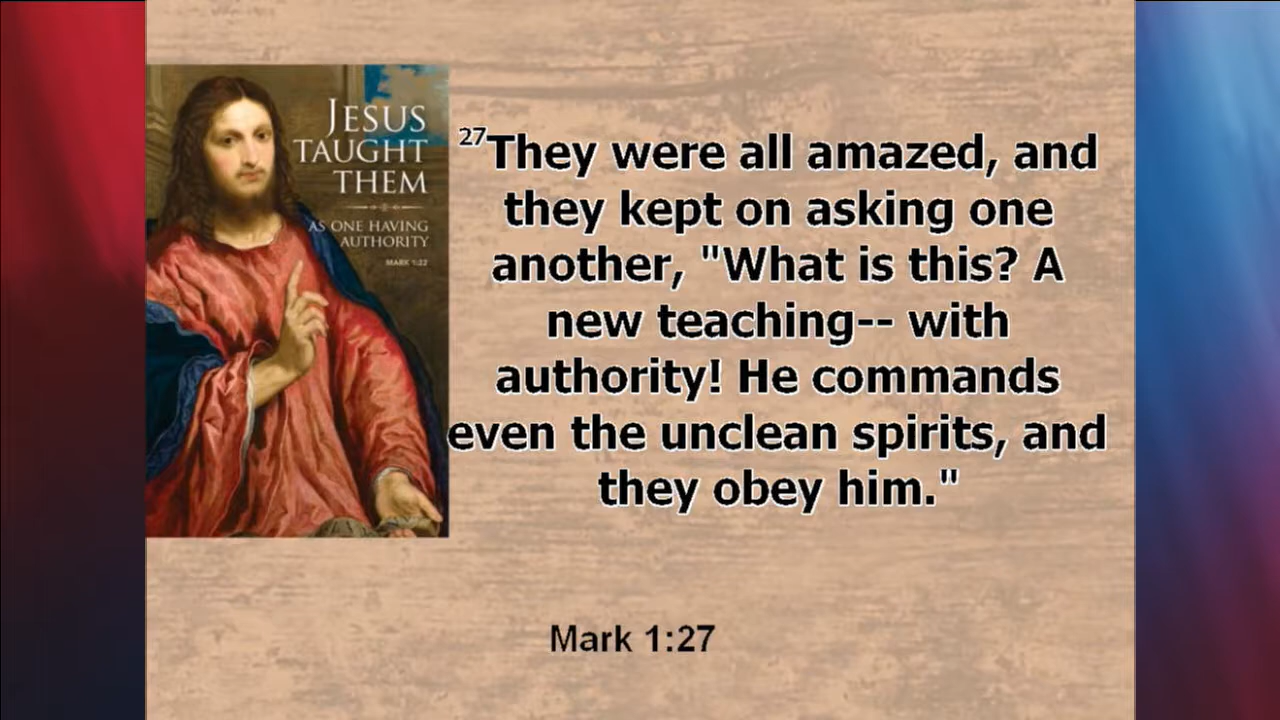 JESUS
TAUGHT
THEM
AS ONE HAVING
AUTHORITY
MARK 1:22
27They were all amazed, and
they kept on asking one
another, "What is this? A
new teaching-- with
authority! He commands
even the unclean spirits, and
they obey him."
Mark 1:27